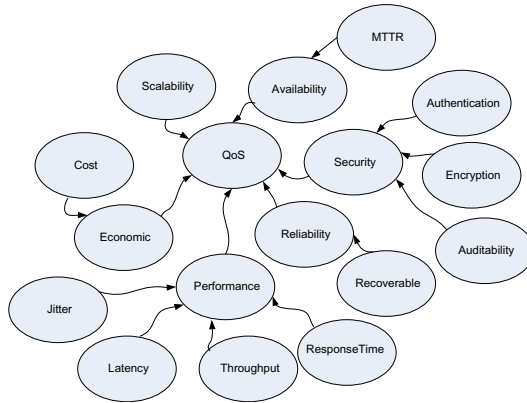 MTTR
Scalability
Availability
Authentication
QoS
Security
Cost
Encryption
Economic
Reliability
Auditability
Performance
Recoverable
Jitter
ResponseTime
Latency
Throughput